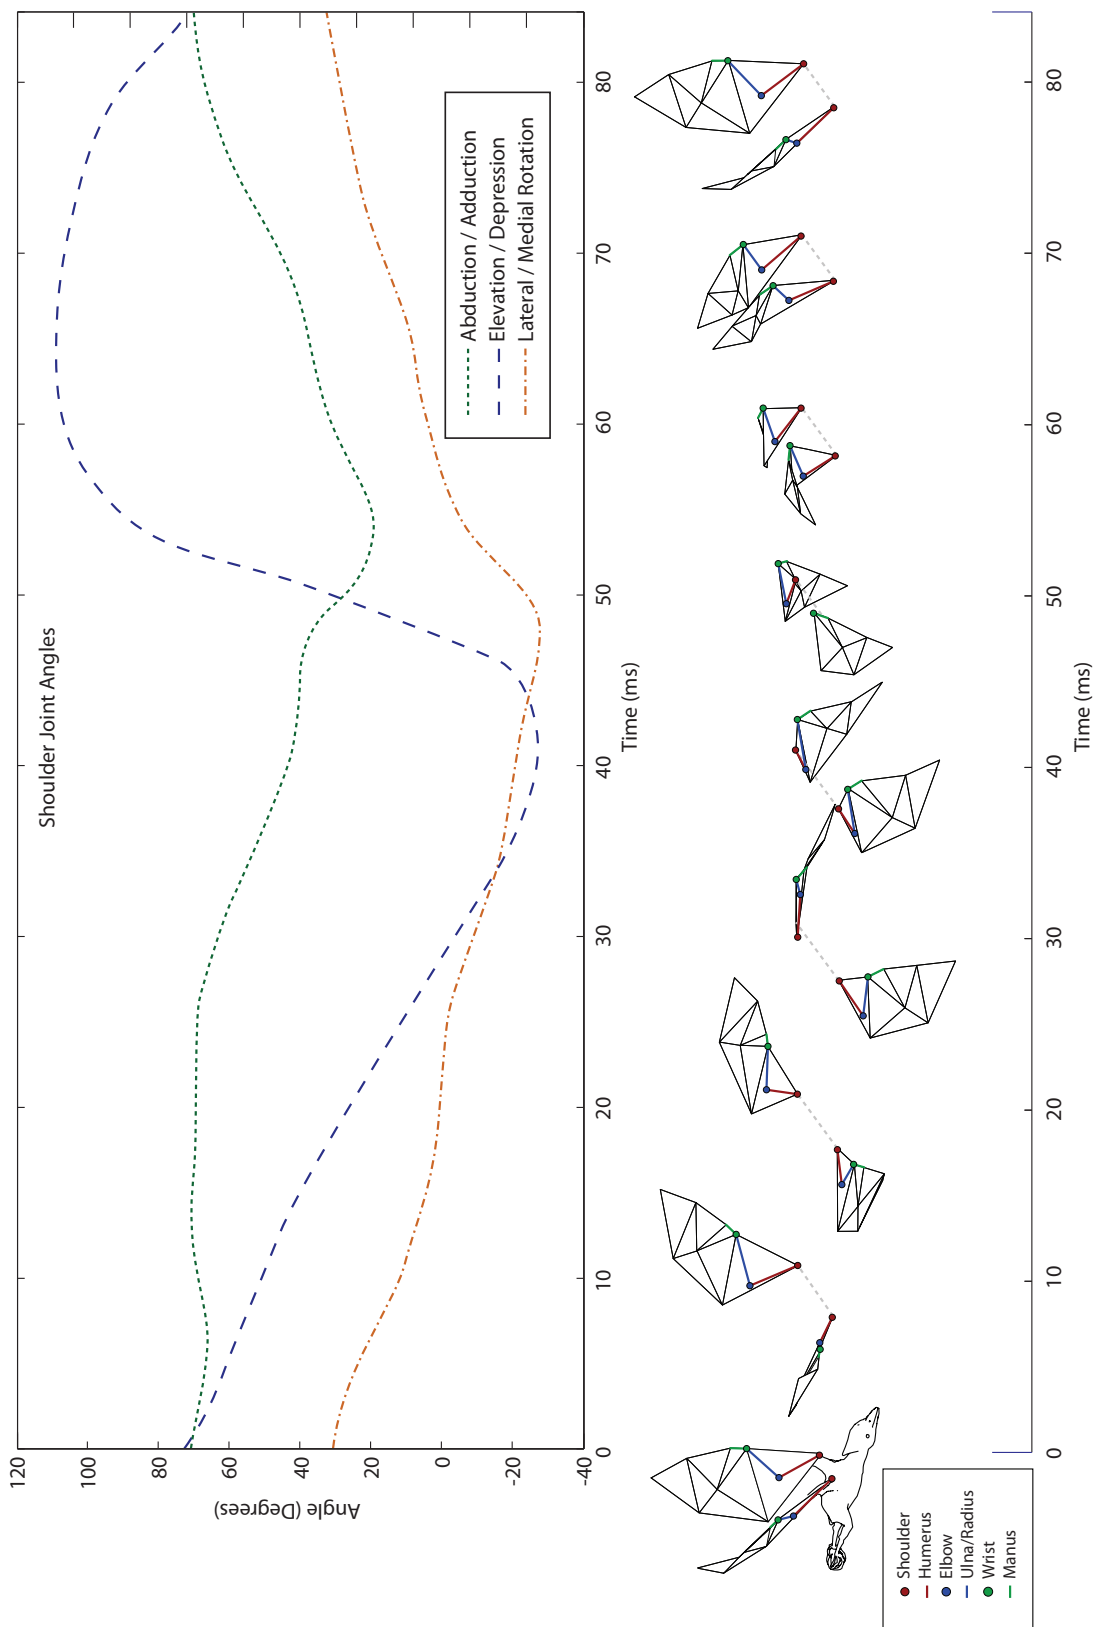 Shoulder Joint Angles
120
100
80
60
40
20
0
-20
-40
Angle (Degrees)
0
10
20
30
40
50
60
70
80
Time (ms)
Abduction / Adduction
Elevation / Depression
Lateral / Medial Rotation
0
10
20
30
40
50
60
70
80
Time (ms)
Shoulder
Humerus
Elbow
Ulna/Radius
Wrist
Manus